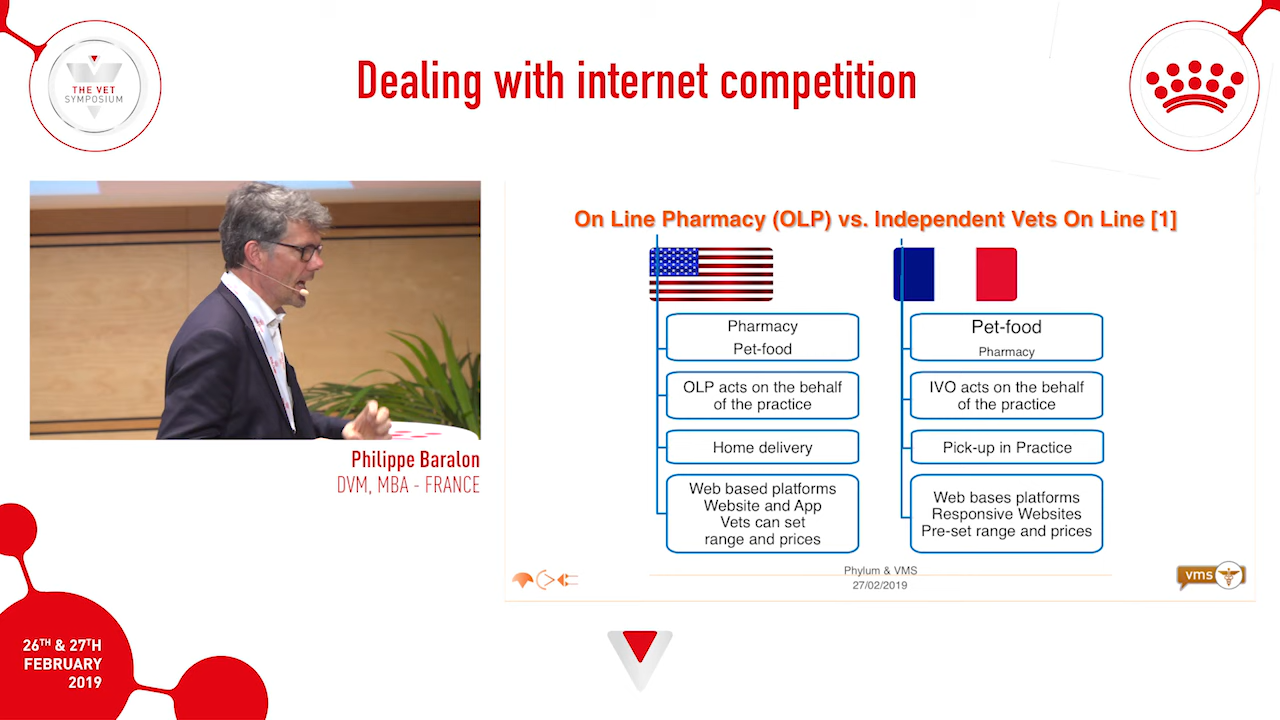 THE VET
SYMPOSIUM
Dealing with internet competition
Philippe Baralon
DVM, MBA - FRANCE
On Line Pharmacy (OLP) vs. Independent Vets On Line [1]
Pharmacy
Pet-food
OLP acts on the behalf
of the practice
Home delivery
Web based platforms
Website and App
Vets can set
range and prices
Pet-food
Pharmacy
IVO acts on the behalf
of the practice
Pick-up in Practice
Web bases platforms
Responsive Websites
Pre-set range and prices
Phylum & VMS
27/02/2019
vms
26TH & 27TH
FEBRUARY
2019